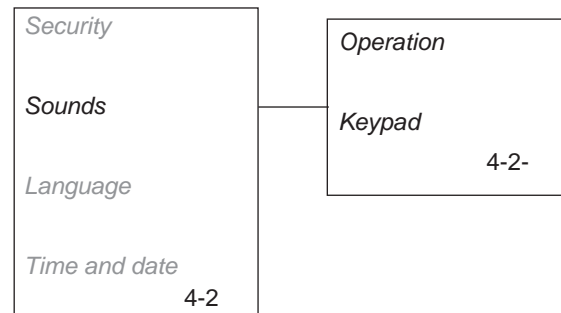 Security
Sounds
Language
Time and date
4-2
Operation
Keypad
4-2-